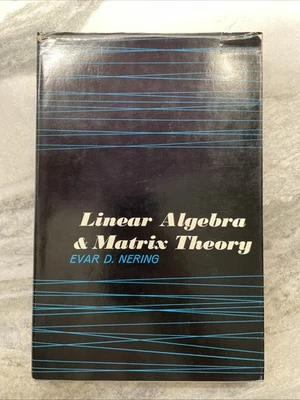 Linear Algebra
& Matrix Theory
EVAR D. NERING